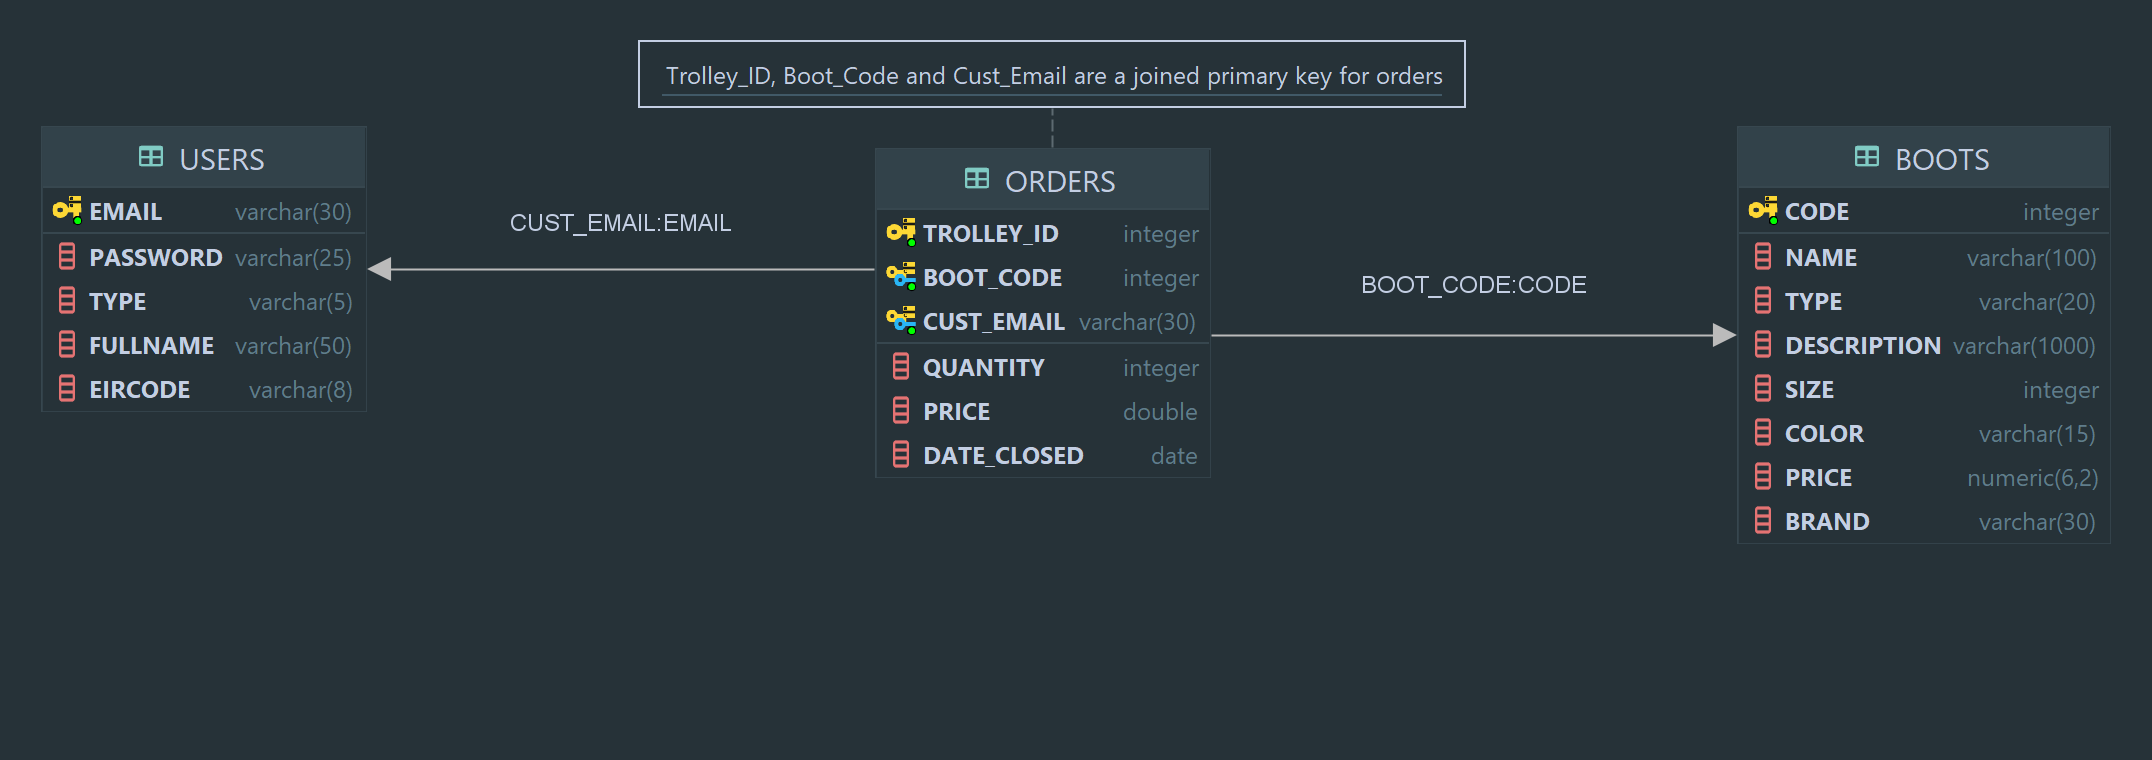 Trolley_ID, Boot_Code and Cust_Email are a joined primary key for orders
USERS
EMAIL varchar(30)
PASSWORD varchar(25)
TYPE varchar(5)
FULLNAME varchar(50)
EIRCODE varchar(8)
CUST_EMAIL:EMAIL
ORDERS
TROLLEY_ID integer
BOOT_CODE integer
CUST_EMAIL varchar(30)
QUANTITY integer
PRICE double
DATE_CLOSED date
BOOT_CODE:CODE
BOOTS
CODE integer
NAME varchar(100)
TYPE varchar(20)
DESCRIPTION varchar(1000)
SIZE integer
COLOR varchar(15)
PRICE numeric(6,2)
BRAND varchar(30)